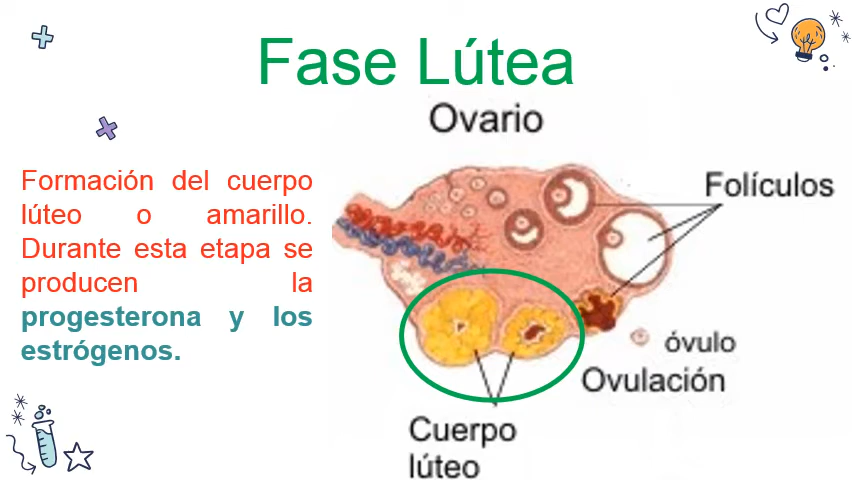 Fase Lútea
Ovario
Folículos
Formación del cuerpo
lúteo o amarillo.
Durante esta etapa se
producen la
progesterona y los
estrógenos.
óvulo
Ovulación
Cuerpo
lúteo